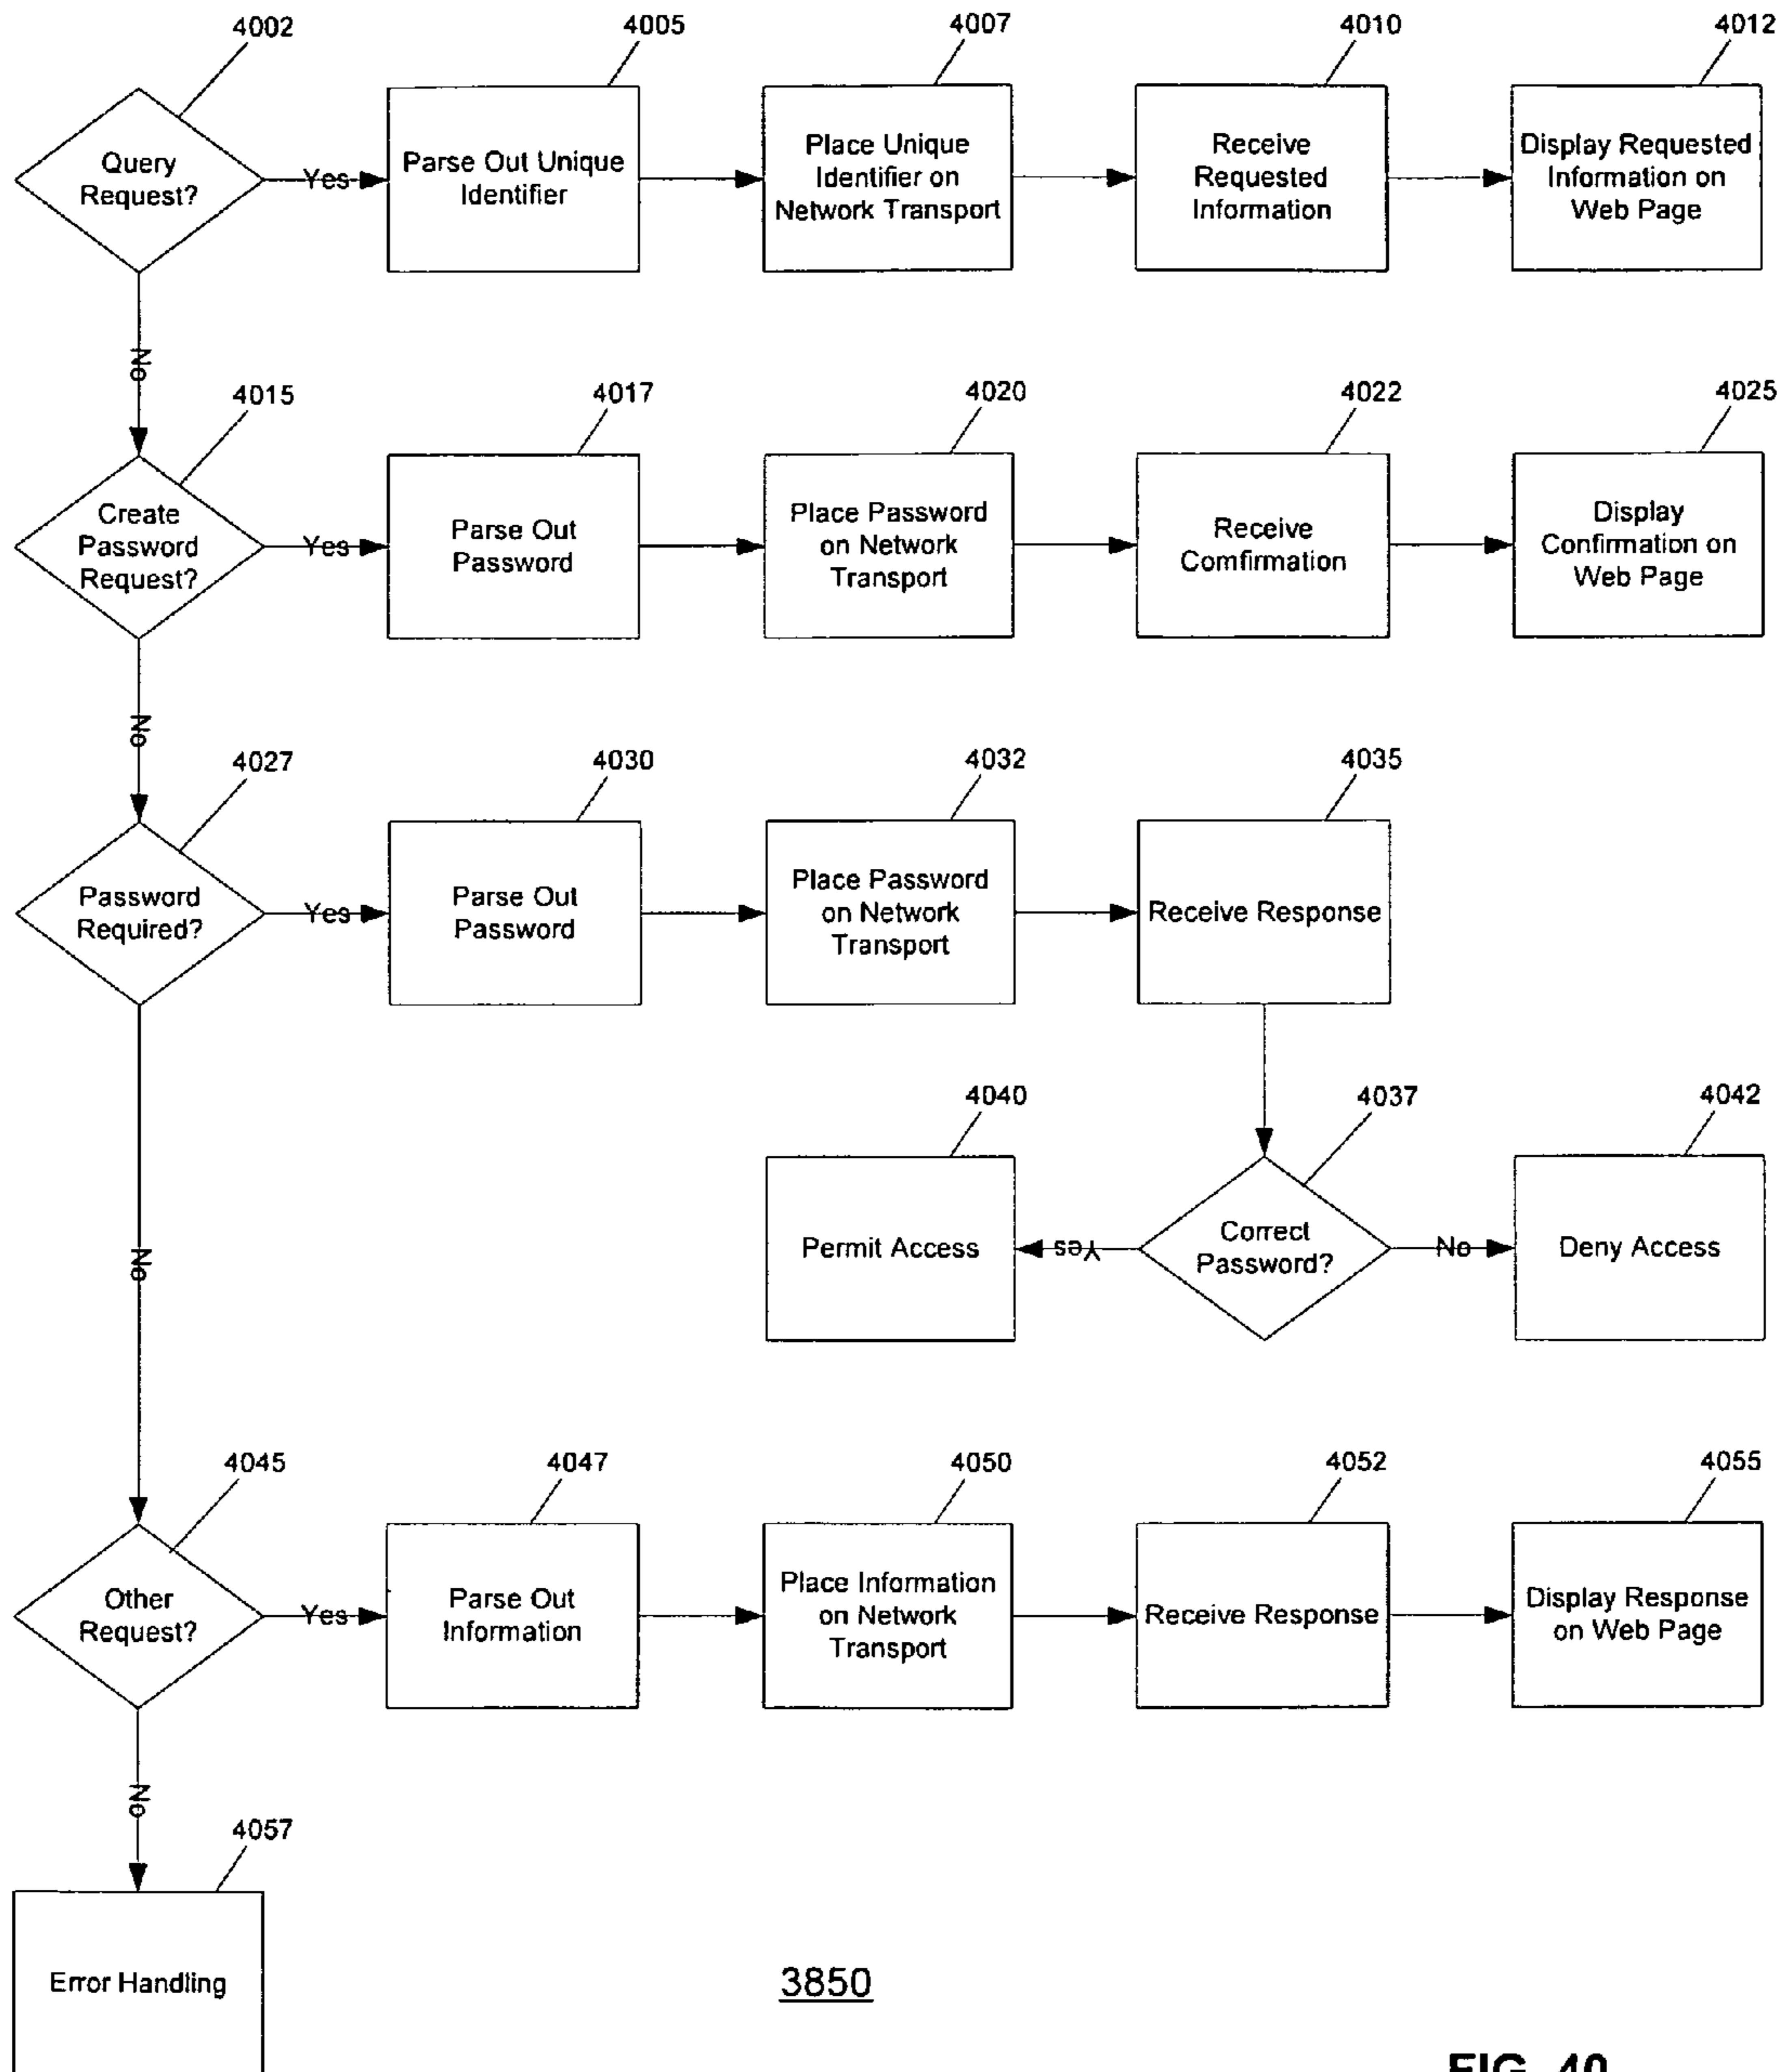 4002
4005
4007
4010
4012
Query
Request?
Yes
Parse Out Unique
Identifier
Place Unique
Identifier on
Network Transport
Receive
Requested
Information
Display Requested
Information on
Web Page
No
4015
4017
4020
4022
4025
Create
Password
Request?
Yes
Parse Out
Password
Place Password
on Network
Transport
Receive
Comfirmation
Display
Confirmation on
Web Page
No
4027
4030
4032
4035
Password
Required?
Yes
Parse Out
Password
Place Password
on Network
Transport
Receive Response
4040
4037
4042
Permit Access
Yes
Correct
Password?
No
Deny Access
No
4045
4047
4050
4052
4055
Other
Request?
Yes
Parse Out
Information
Place Information
on Network
Transport
Receive Response
Display Response
on Web Page
No
4057
Error Handling
3850
FIG. 40